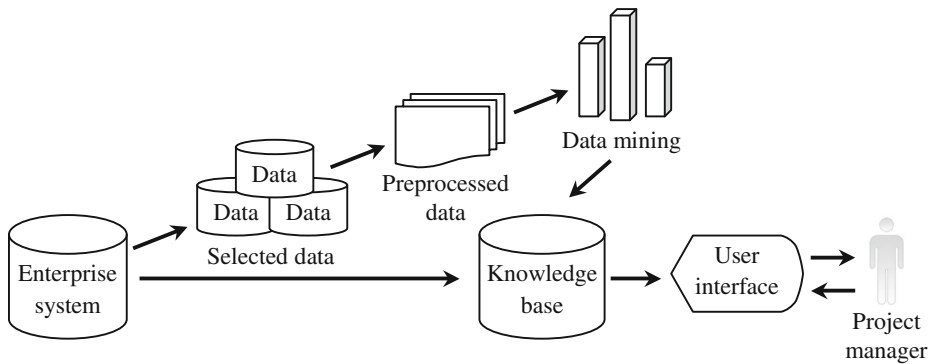 Data mining
Data
Preprocessed
data
Data
Data
Selected data
Enterprise
system
Knowledge
base
User
interface
Project
manager